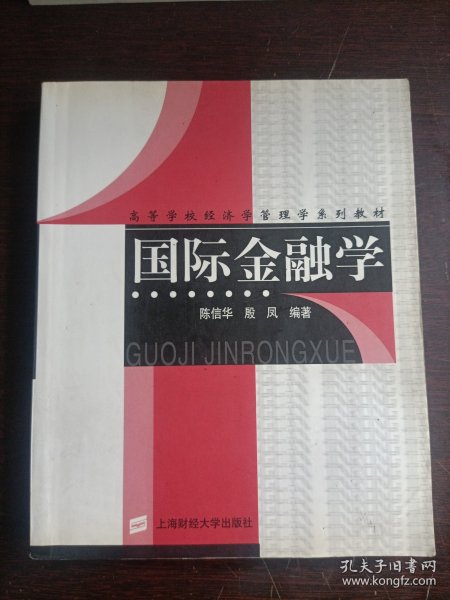 高等学校经济学管理学系列教材
国际金融学
陈信华 殷 凤 编著
GUOJI JINRONGXUE
上海财经大学出版社
孔夫子旧书网
www.kongfz.com